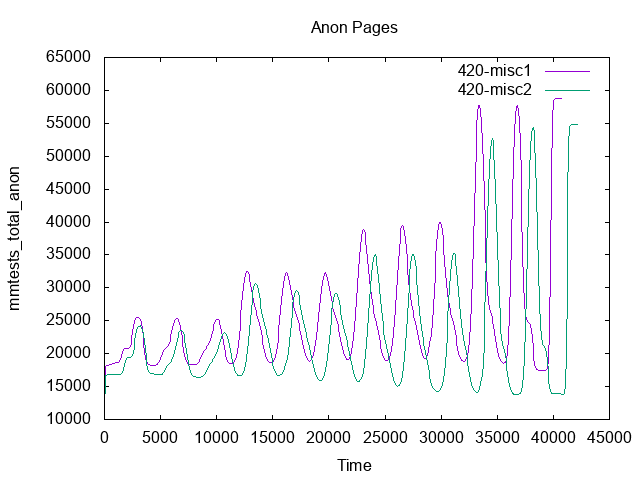 Anon Pages
65000
60000
55000
50000
45000
40000
35000
30000
25000
20000
15000
10000
mmtests_total_anon
420-misc1
420-misc2
0 5000 10000 15000 20000 25000 30000 35000 40000 45000
Time